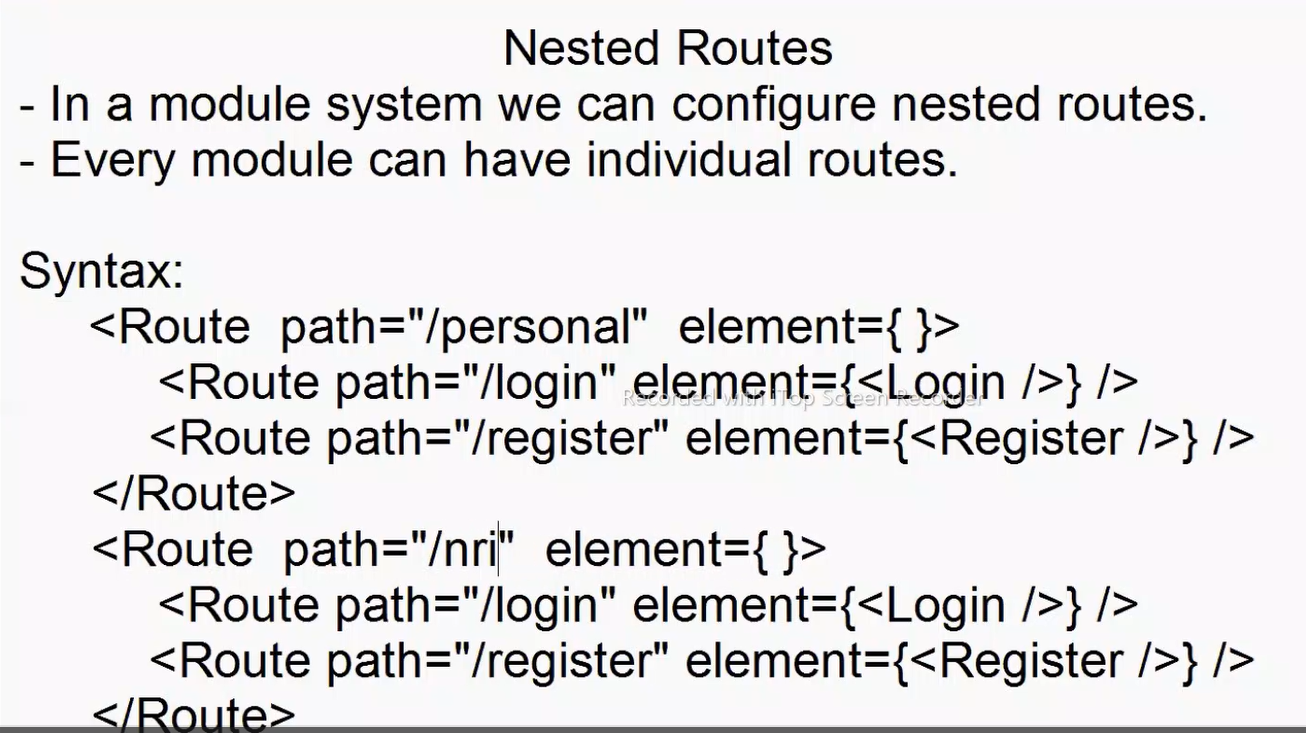 Nested Routes
- In a module system we can configure nested routes.
- Every module can have individual routes.
Syntax:
<Route path="/personal" element={ }>
<Route path="/login" element={<Login />} />
Recorded with iTop Screen Recorder
<Route path="/register" element={<Register />} />
</Route>
<Route path="/nri" element={ }>
<Route path="/login" element={<Login />} />
<Route path="/register" element={<Register />} />
</Route>